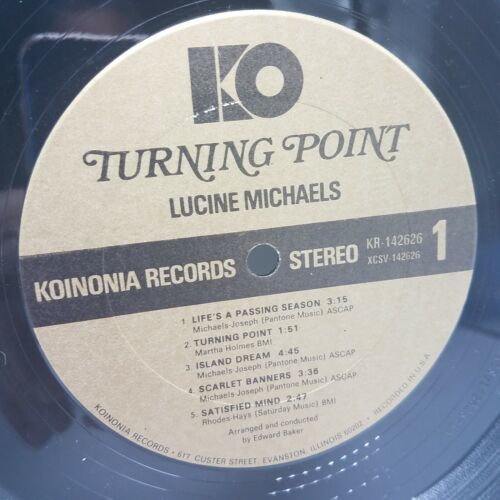 KO
TURNING POINT
LUCINE MICHAELS
KOINONIA RECORDS STEREO KR-142626 1
XCSV-142626
1 LIFE'S A PASSING SEASON 3:15
Michaels-Joseph (Pantone Music) ASCAP
2. TURNING POINT 1:51
Martha Holmes BMI
3 ISLAND DREAM 4:45
Michaels-Joseph (Pantone Music) ASCAP
4 SCARLET BANNERS 3:36
Michaels-Joseph (Pantone Music) ASCAP
5 SATISFIED MIND 2:47
Rhodes-Hays (Saturday Music) BMI
Arranged and conducted
by Edward Baker
KOINONIA RECORDS • 617 CUSTER STREET, EVANSTON, ILLINOIS 60202 • RECORDED IN U.S.A.